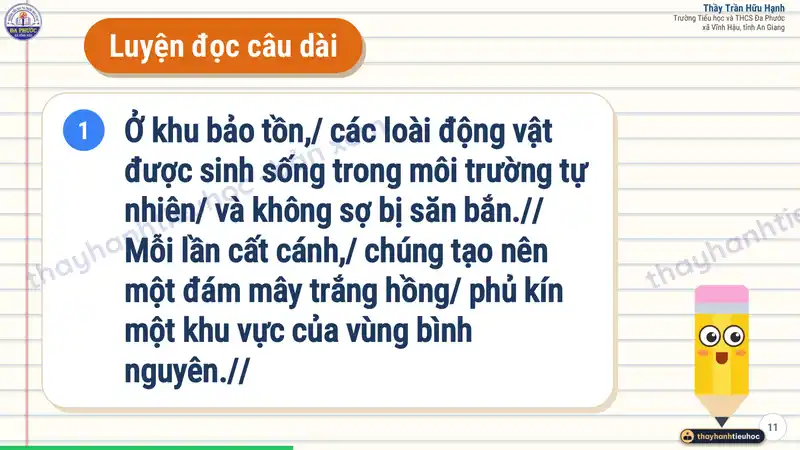 Thầy Trần Hữu Hạnh
Trường Tiểu học và THCS Đa Phước
xã Vĩnh Hậu, tỉnh An Giang
ĐA PHƯỚC
Luyện đọc câu dài
1
Ở khu bảo tồn,/ các loài động vật
được sinh sống trong môi trường tự
nhiên/ và không sợ bị săn bắn.//
Mỗi lần cất cánh,/ chúng tạo nên
một đám mây trắng hồng/ phủ kín
một khu vực của vùng bình
nguyên.//
thayhanhtieuhoc
11
thayhanhtieuhoc